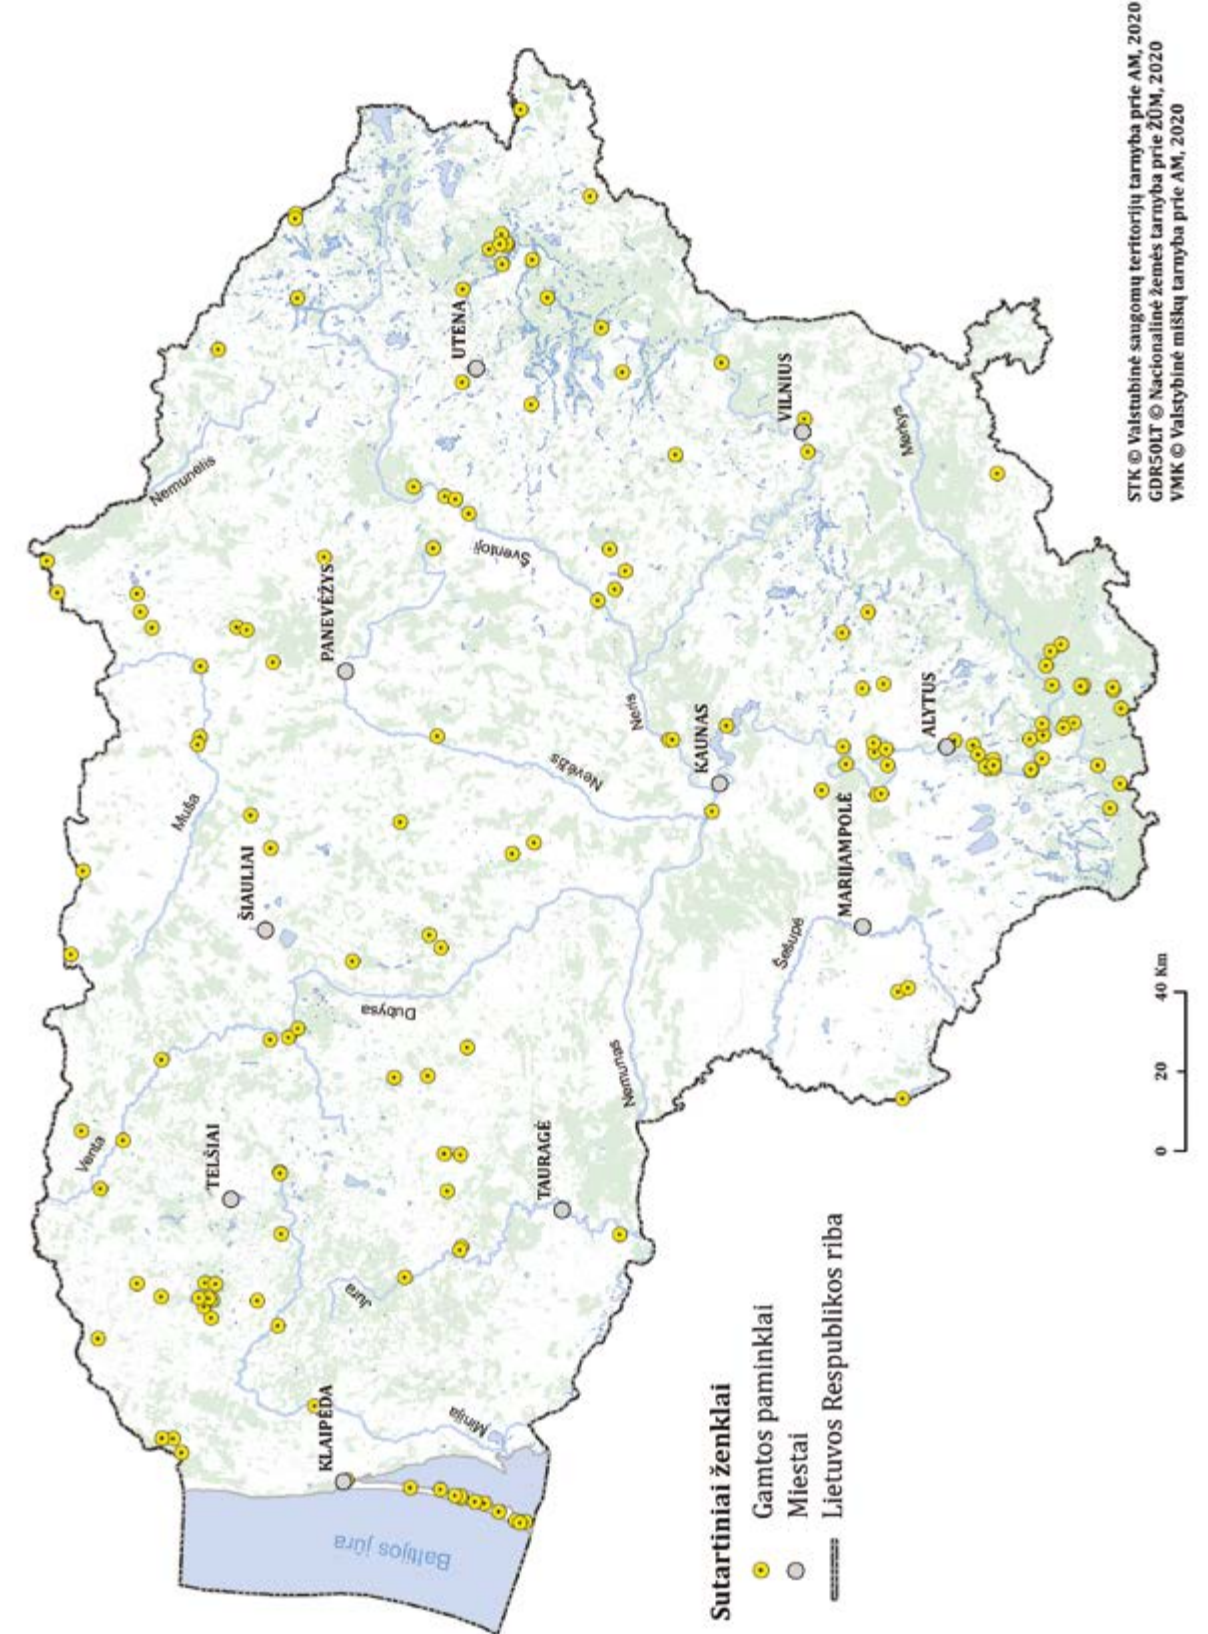 Venta
Muša
Nemunėlis
TELŠIAI
ŠIAULIAI
KLAIPĖDA
PANEVĖŽYS
Jūra
Dubysa
Baltijos jūra
UTENA
Minija
Šventoji
TAURAGĖ
Nevėžis
Nemunas
Neris
KAUNAS
VILNIUS
Šešupė
MARIJAMPOLĖ
Merkys
ALYTUS
Sutartiniai ženklai
Gamtos paminklai
Miestai
Lietuvos Respublikos riba
0 20 40 Km
STK © Valstubinė saugomų teritorijų tarnyba prie AM, 2020
GDR50LT © Nacionalinė žemės tarnyba prie ŽŪM, 2020
VMK © Valstybinė miškų tarnyba prie AM, 2020